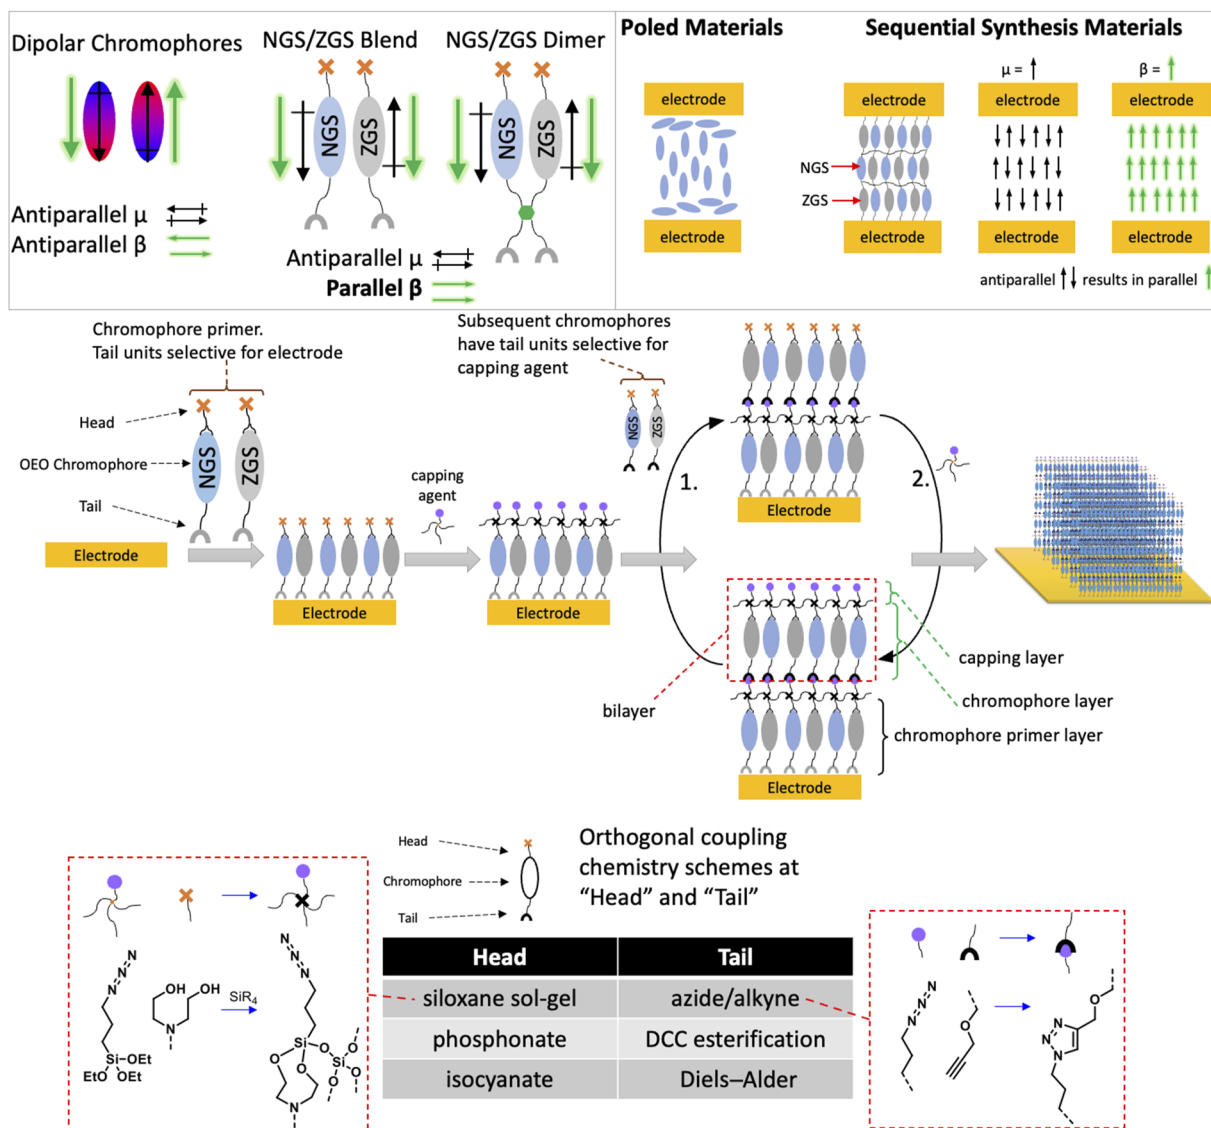 Dipolar Chromophores
Antiparallel μ
Antiparallel β
NGS/ZGS Blend
NGS
ZGS
NGS/ZGS Dimer
NGS
ZGS
Antiparallel μ
Parallel β
Poled Materials
electrode
electrode
Sequential Synthesis Materials
μ =
β =
electrode
electrode
electrode
NGS
ZGS
electrode
electrode
electrode
antiparallel
results in parallel
Chromophore primer.
Tail units selective for electrode
Head
OEO Chromophore
Tail
NGS
ZGS
Electrode
Electrode
capping
agent
Electrode
Subsequent chromophores
have tail units selective for
capping agent
NGS
ZGS
1.
2.
Electrode
bilayer
capping layer
chromophore layer
chromophore primer layer
Electrode
Head
Chromophore
Tail
Orthogonal coupling
chemistry schemes at
“Head” and “Tail”
Head Tail
siloxane sol-gel azide/alkyne
phosphonate DCC esterification
isocyanate Diels–Alder
N
N
N
Si
OEt
EtO
OEt
OH
OH
N
SiR4
N
N
N
Si
O
O
O
Si
O
O
O
N
N
N
N
O
O
N
N
N